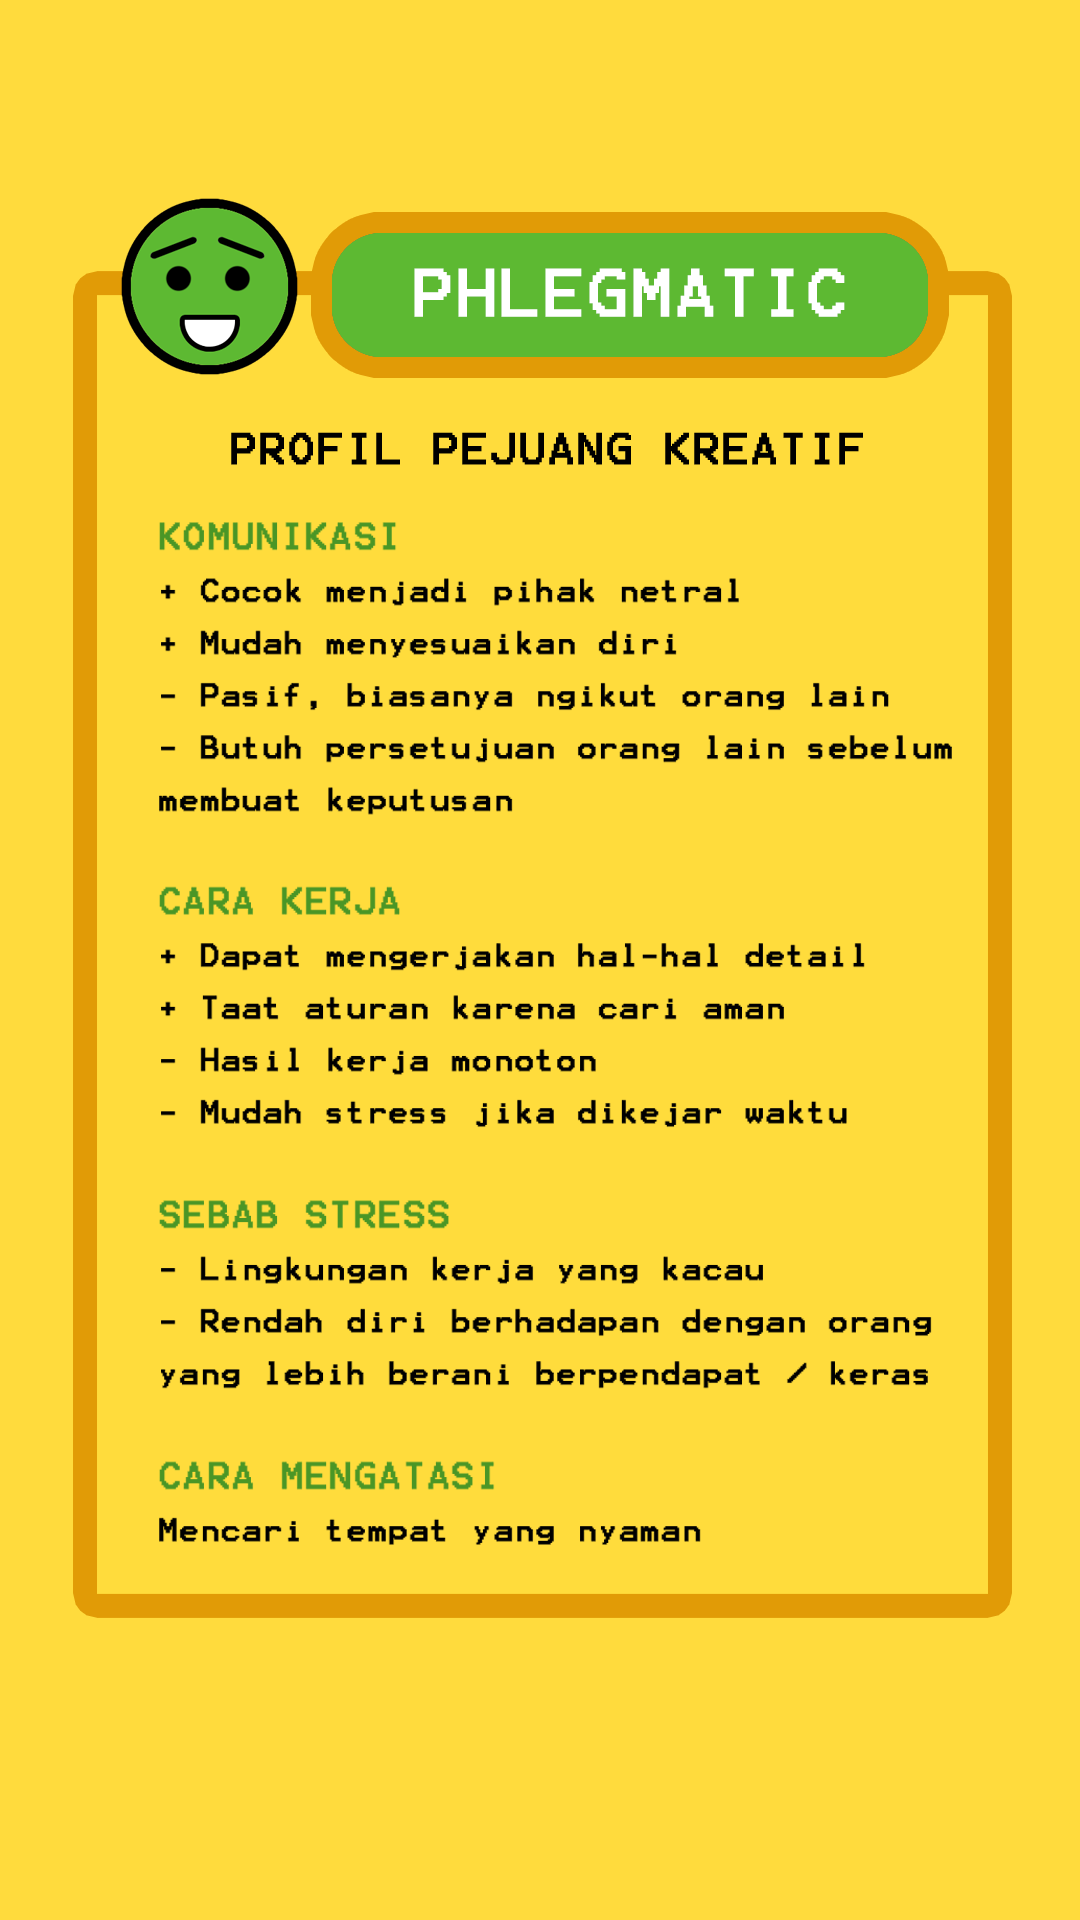 PHLEGMATIC
PROFIL PEJUANG KREATIF
KOMUNIKASI
+ Cocok menjadi pihak netral
+ Mudah menyesuaikan diri
- Pasif, biasanya ngikut orang lain
- Butuh persetujuan orang lain sebelum
membuat keputusan
CARA KERJA
+ Dapat mengerjakan hal-hal detail
+ Taat aturan karena cari aman
- Hasil kerja monoton
- Mudah stress jika dikejar waktu
SEBAB STRESS
- Lingkungan kerja yang kacau
- Rendah diri berhadapan dengan orang
yang lebih berani berpendapat / keras
CARA MENGATASI
Mencari tempat yang nyaman